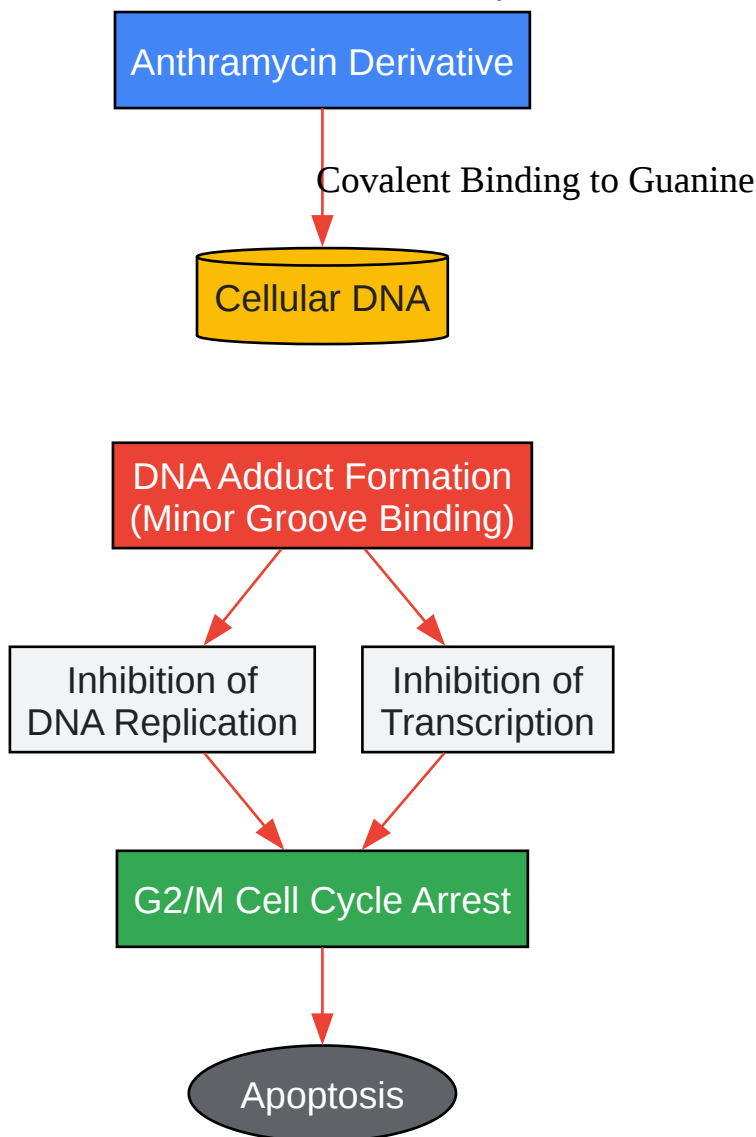 Anthramycin Derivative
Covalent Binding to Guanine
Cellular DNA
DNA Adduct Formation
(Minor Groove Binding)
Inhibition of
DNA Replication
Inhibition of
Transcription
G2/M Cell Cycle Arrest
Apoptosis